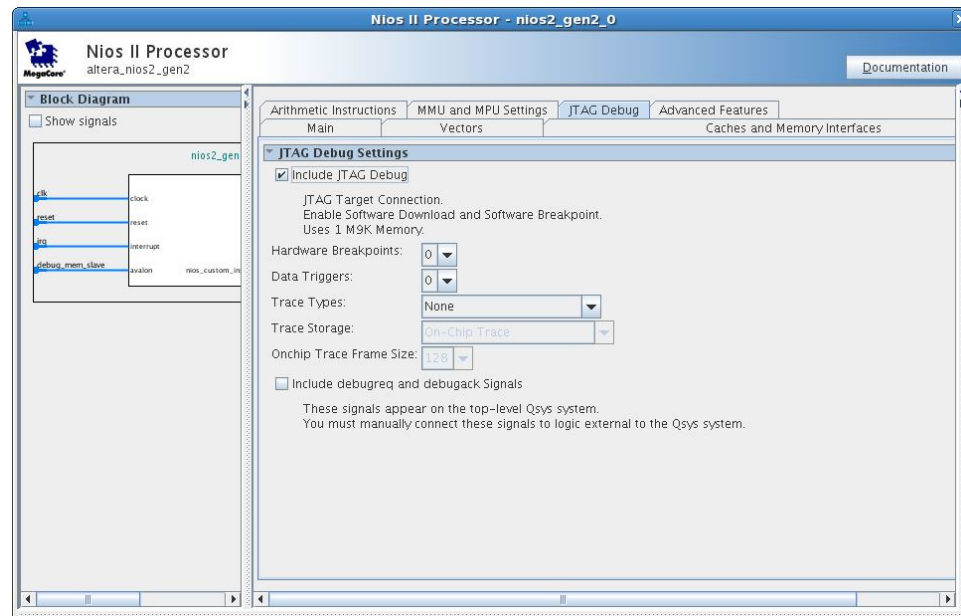 Nios II Processor - nios2_gen2_0
MegaCore®
Nios II Processor
altera_nios2_gen2
Documentation
Block Diagram
Show signals
nios2_gen
clk
clock
reset
reset
irq
interrupt
debug_mem_slave
avalon
nios_custom_in
Arithmetic Instructions
MMU and MPU Settings
JTAG Debug
Advanced Features
Main
Vectors
Caches and Memory Interfaces
JTAG Debug Settings
Include JTAG Debug
JTAG Target Connection.
Enable Software Download and Software Breakpoint.
Uses 1 M9K Memory.
Hardware Breakpoints: 0
Data Triggers: 0
Trace Types: None
Trace Storage: On-Chip Trace
Onchip Trace Frame Size: 128
Include debugreq and debugack Signals
These signals appear on the top-level Qsys system.
You must manually connect these signals to logic external to the Qsys system.